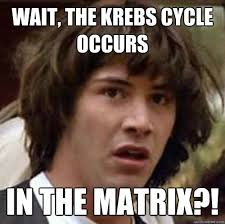 WAIT, THE KREBS CYCLE
OCCURS
IN THE MATRIX?!